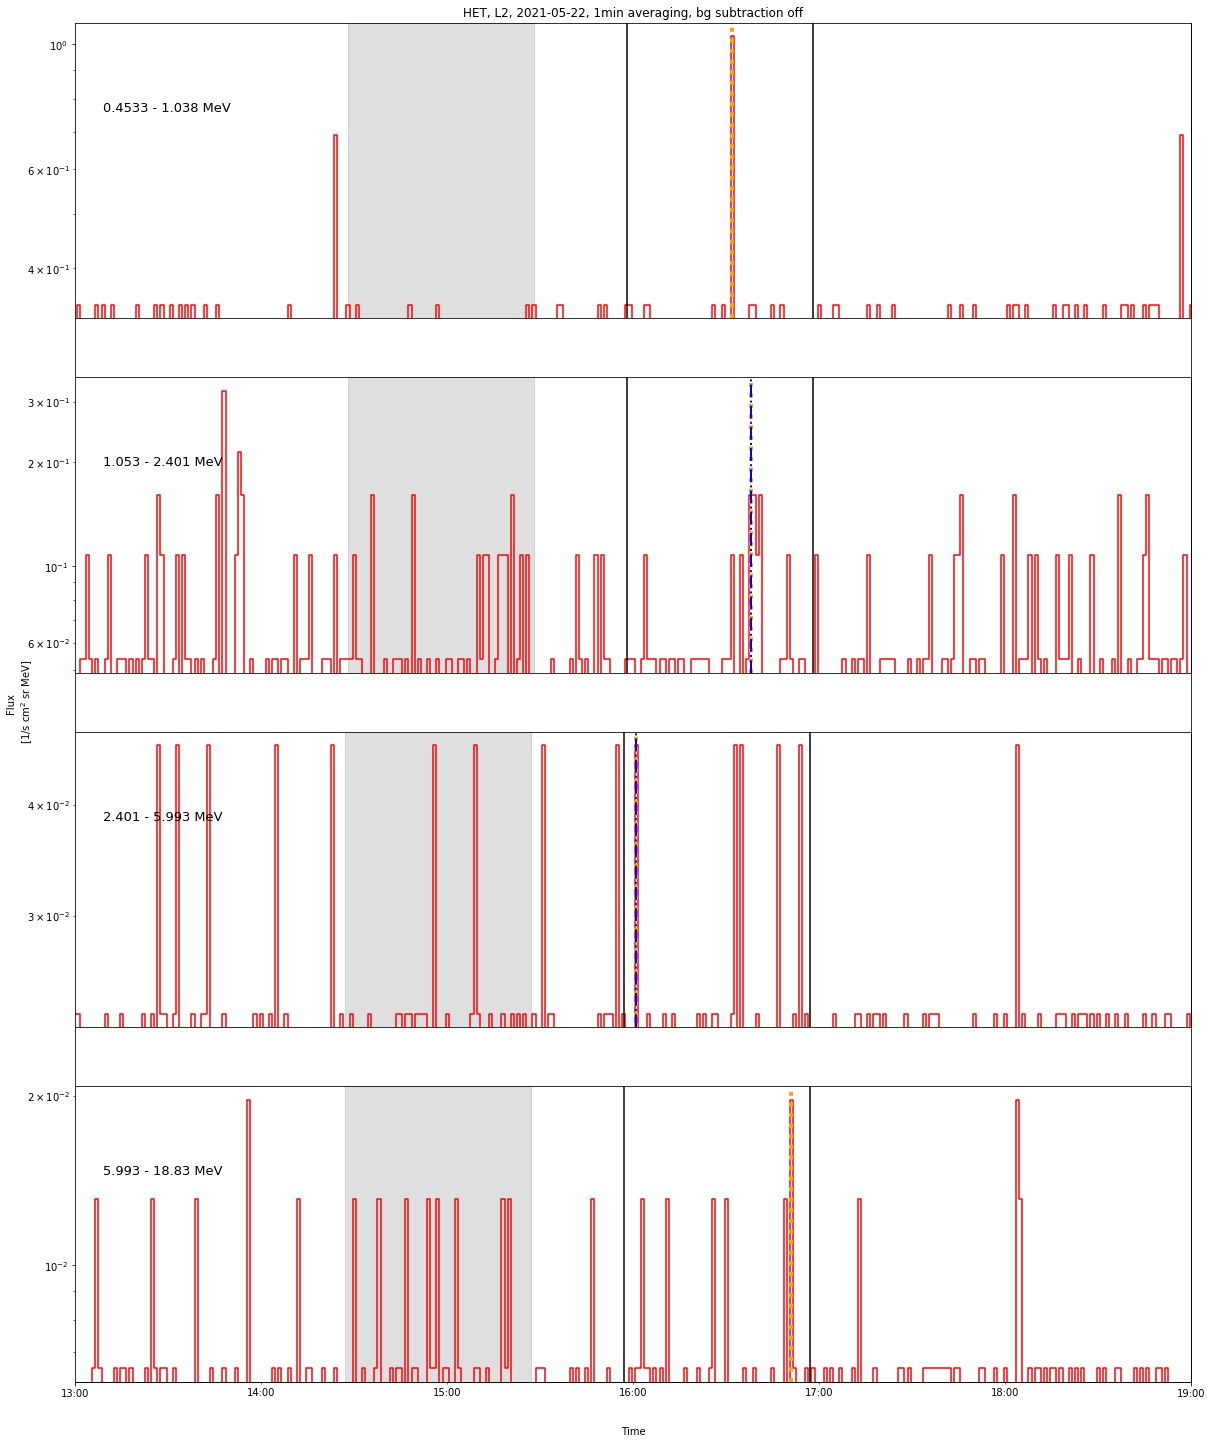 HET, L2, 2021-05-22, 1min averaging, bg subtraction off
10⁰
0.4533 - 1.038 MeV
6 × 10⁻¹
4 × 10⁻¹
3 × 10⁻¹
2 × 10⁻¹
1.053 - 2.401 MeV
10⁻¹
6 × 10⁻²
Flux
[1/s cm² sr MeV]
4 × 10⁻²
2.401 - 5.993 MeV
3 × 10⁻²
2 × 10⁻²
5.993 - 18.83 MeV
10⁻²
13:00 14:00 15:00 16:00 17:00 18:00 19:00
Time